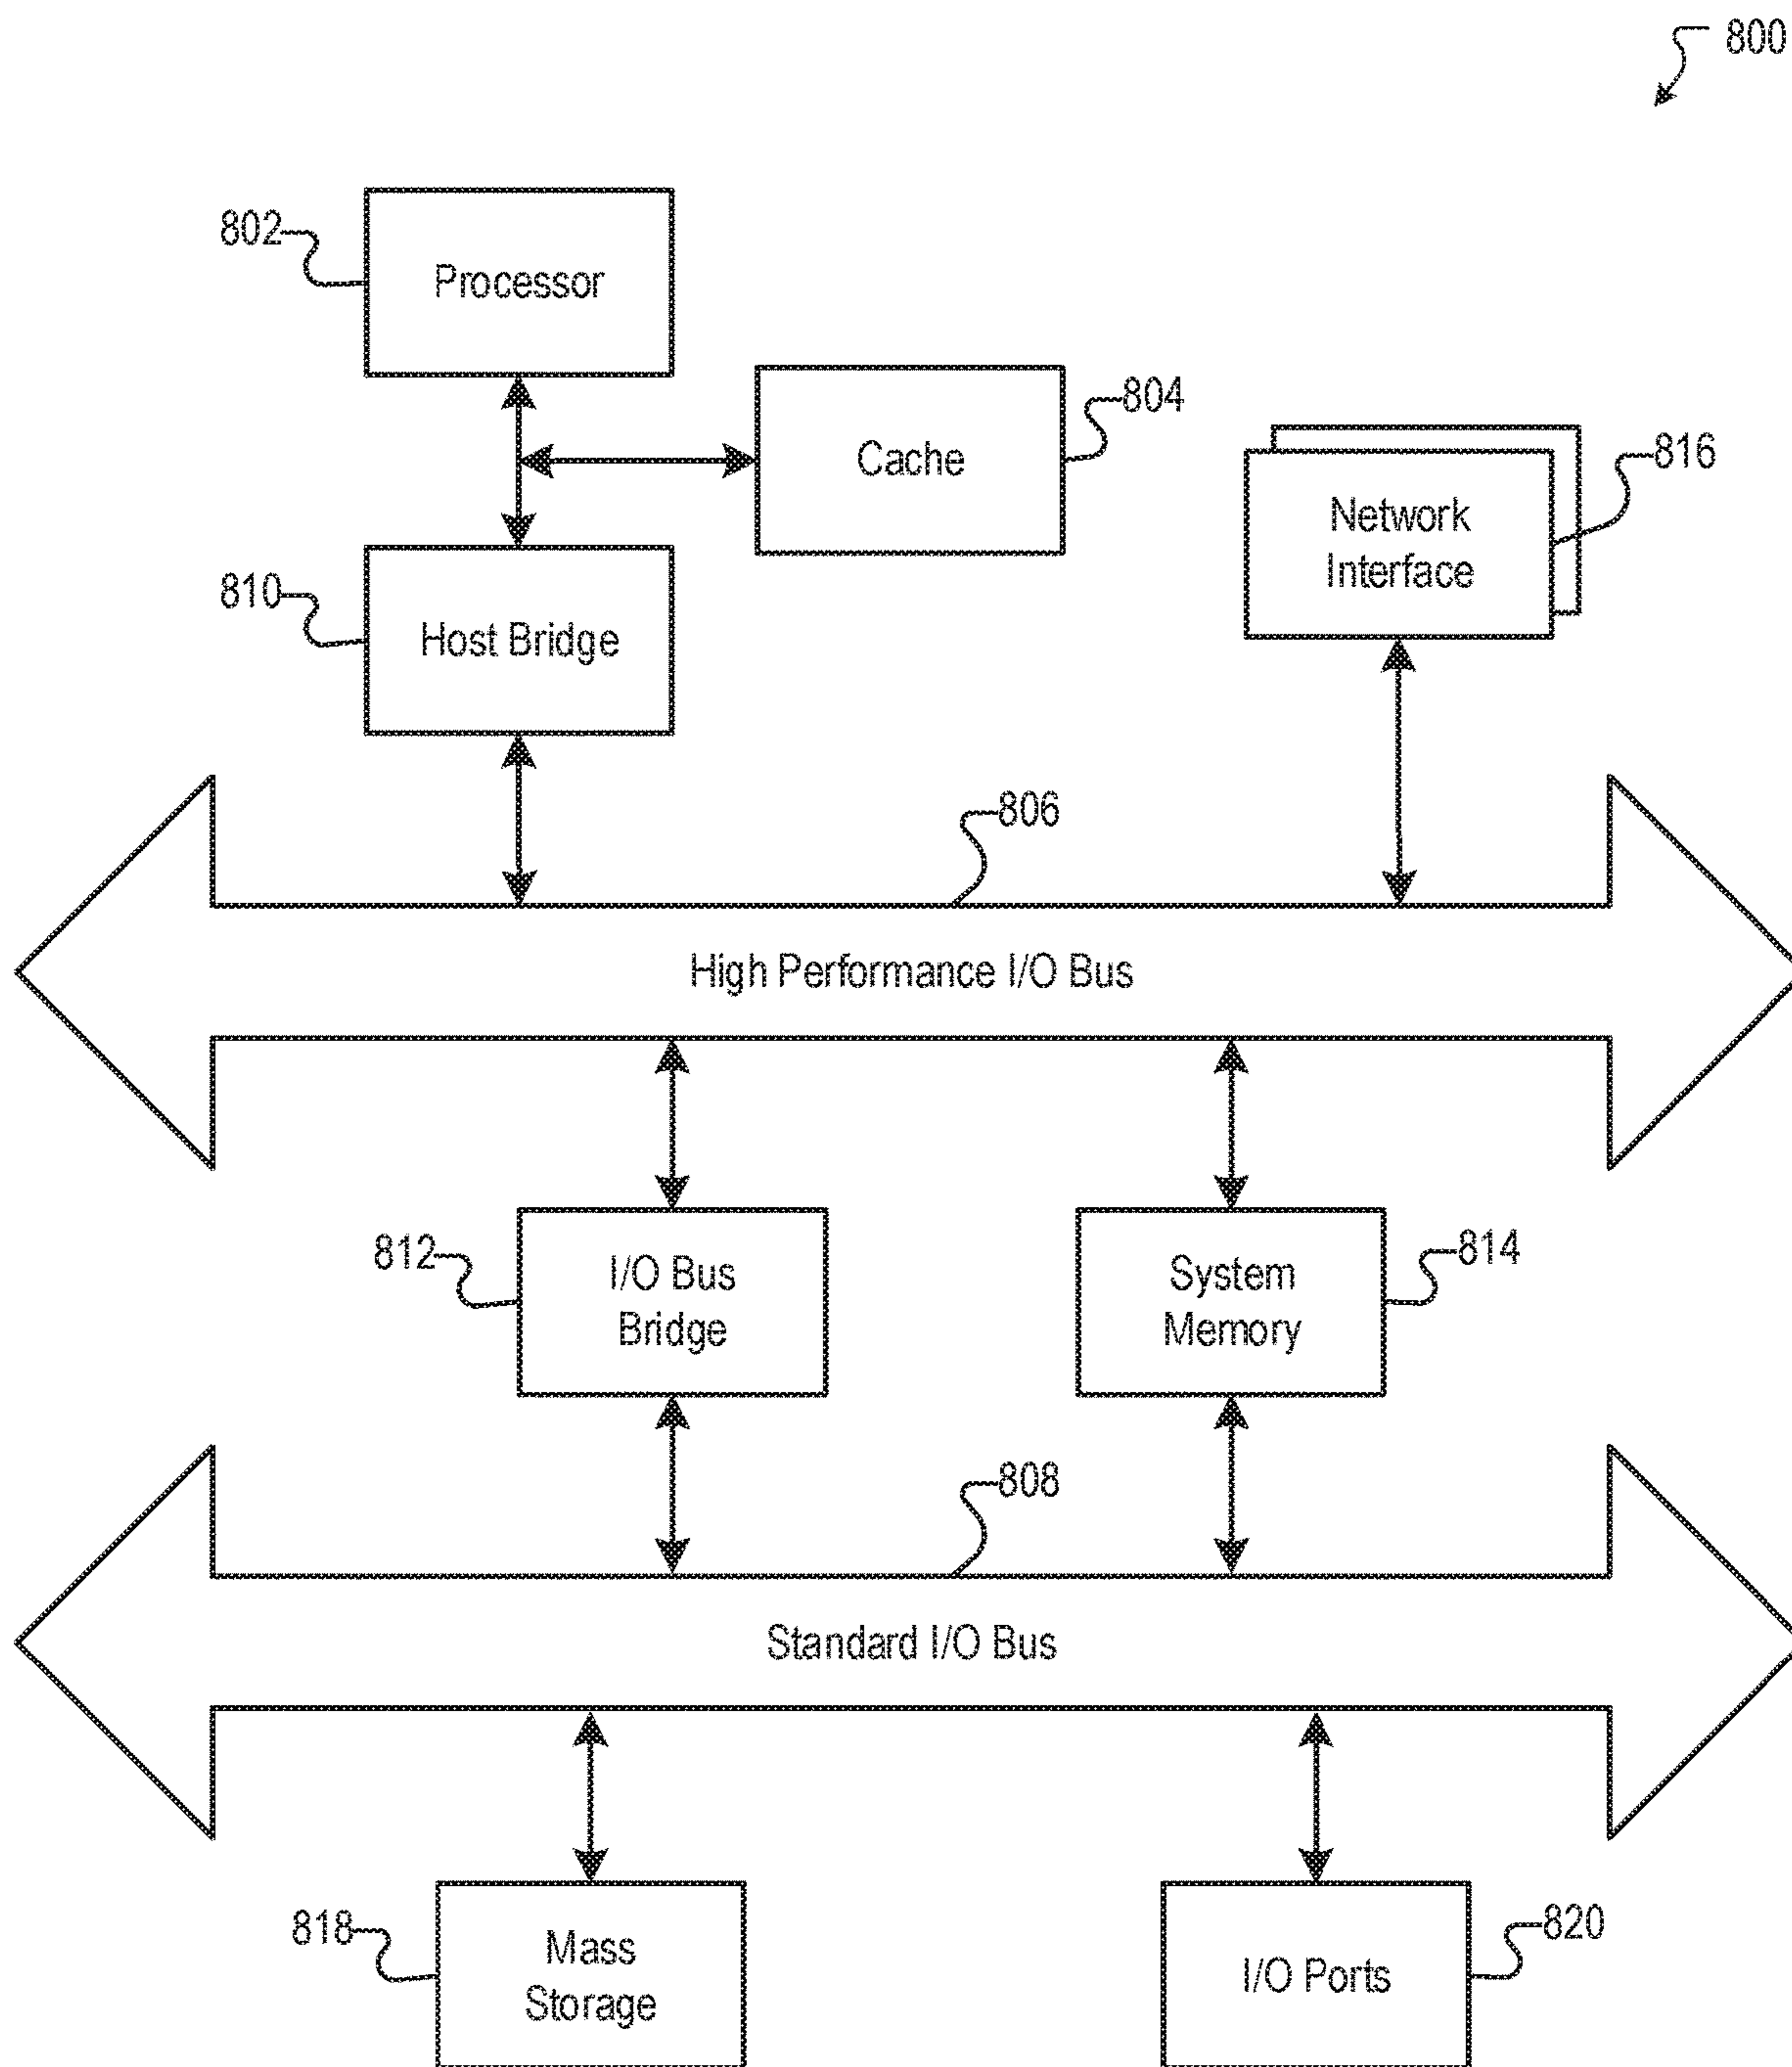 800
802
Processor
804
Cache
816
Network
Interface
810
Host Bridge
806
High Performance I/O Bus
812
I/O Bus
Bridge
814
System
Memory
808
Standard I/O Bus
818
Mass
Storage
820
I/O Ports